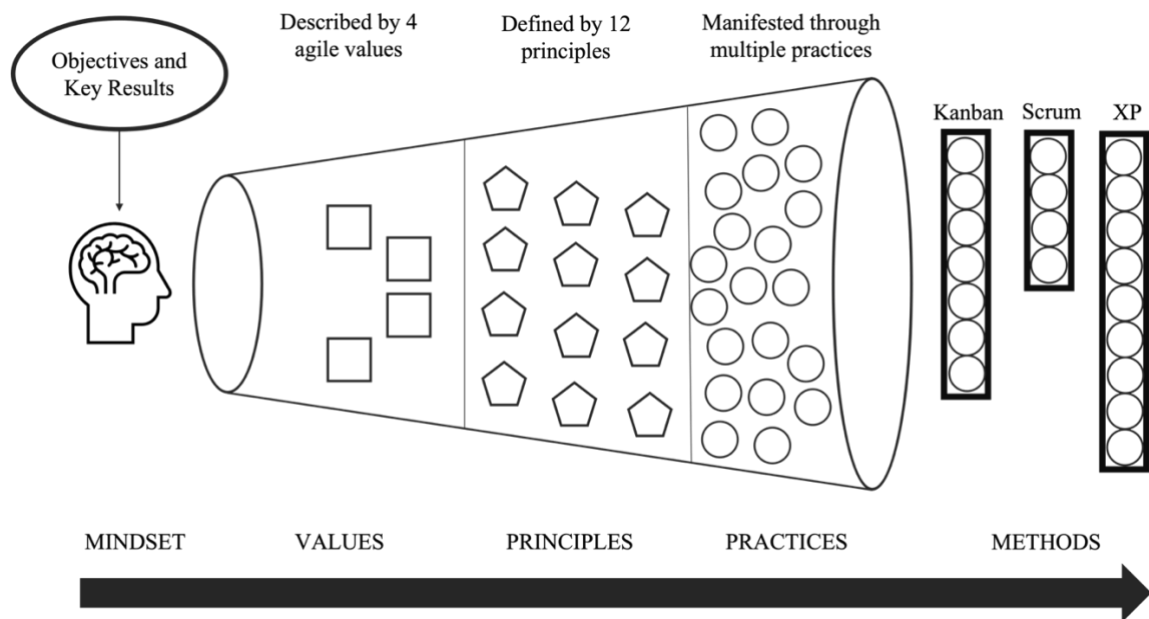 Described by 4
agile values
Defined by 12
principles
Manifested through
multiple practices
Objectives and
Key Results
Kanban
Scrum
XP
MINDSET
VALUES
PRINCIPLES
PRACTICES
METHODS